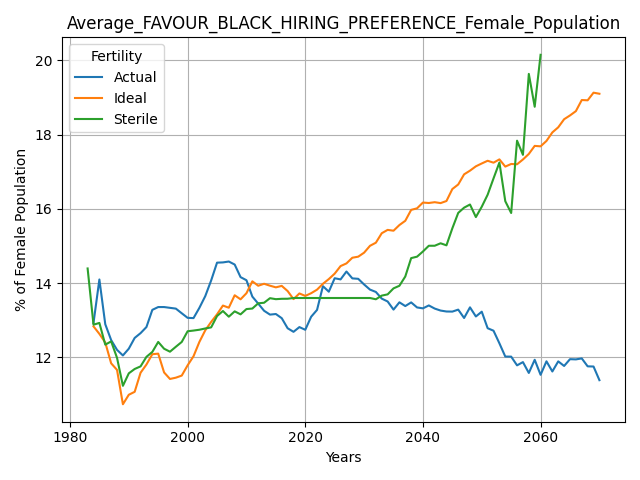 Average_FAVOUR_BLACK_HIRING_PREFERENCE_Female_Population
Fertility
Actual
Ideal
Sterile
% of Female Population
20
18
16
14
12
1980
2000
2020
2040
2060
Years